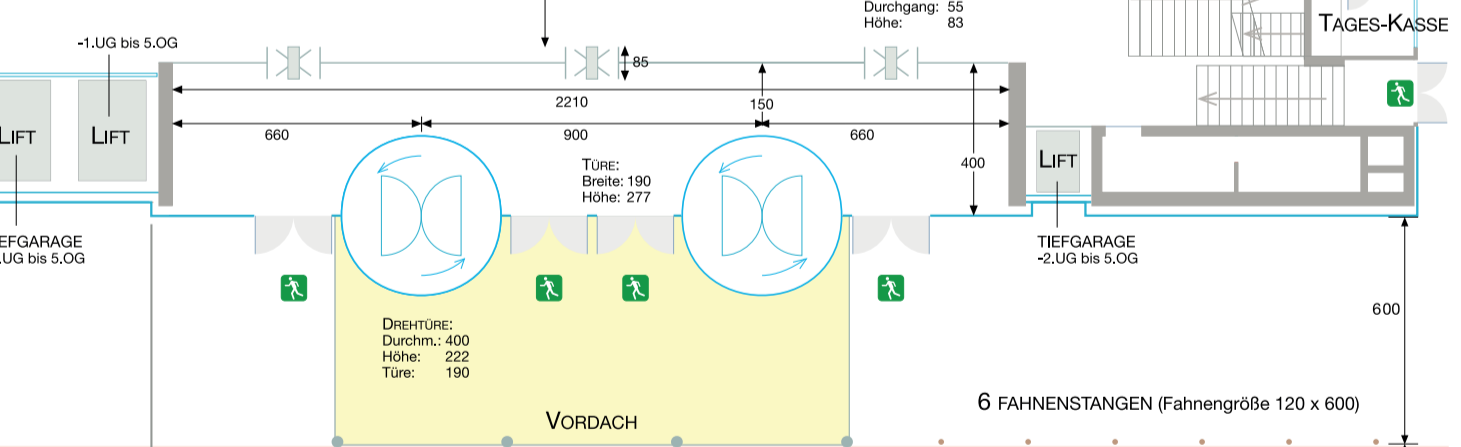 Durchgang: 55
Höhe: 83
TAGES-KASSE
-1.UG bis 5.OG
85
2210
150
660
900
660
LIFT
LIFT
TÜRE:
Breite: 190
Höhe: 277
400
LIFT
EFGARAGE
.UG bis 5.OG
TIEFGARAGE
-2.UG bis 5.OG
600
DREHTÜRE:
Durchm.: 400
Höhe: 222
Türe: 190
VORDACH
6 FAHNENSTANGEN (Fahnengröße 120 x 600)